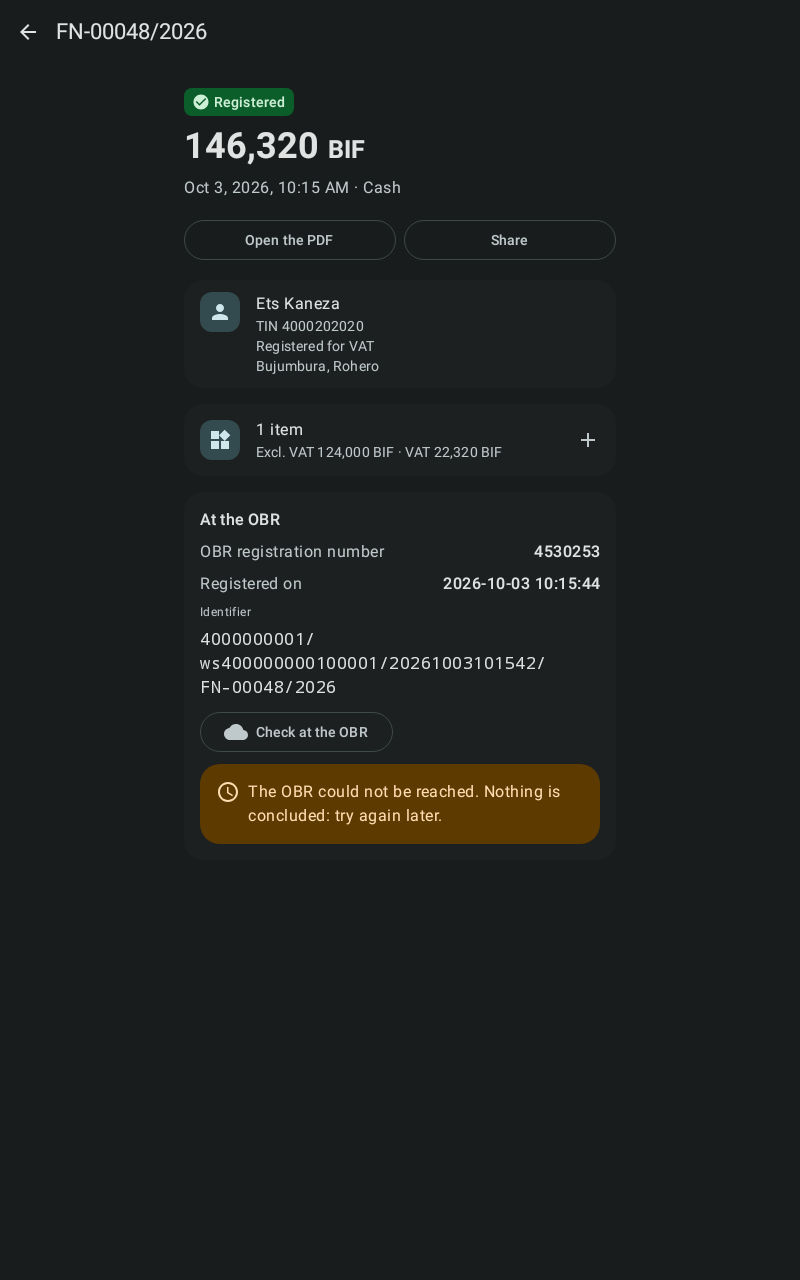 FN-00048/2026
Registered
146,320 BIF
Oct 3, 2026, 10:15 AM · Cash
Open the PDF
Share
Ets Kaneza
TIN 4000202020
Registered for VAT
Bujumbura, Rohero
1 item
Excl. VAT 124,000 BIF · VAT 22,320 BIF
At the OBR
OBR registration number 4530253
Registered on 2026-10-03 10:15:44
Identifier
4000000001/
ws400000000100001/20261003101542/
FN-00048/2026
Check at the OBR
The OBR could not be reached. Nothing is
concluded: try again later.